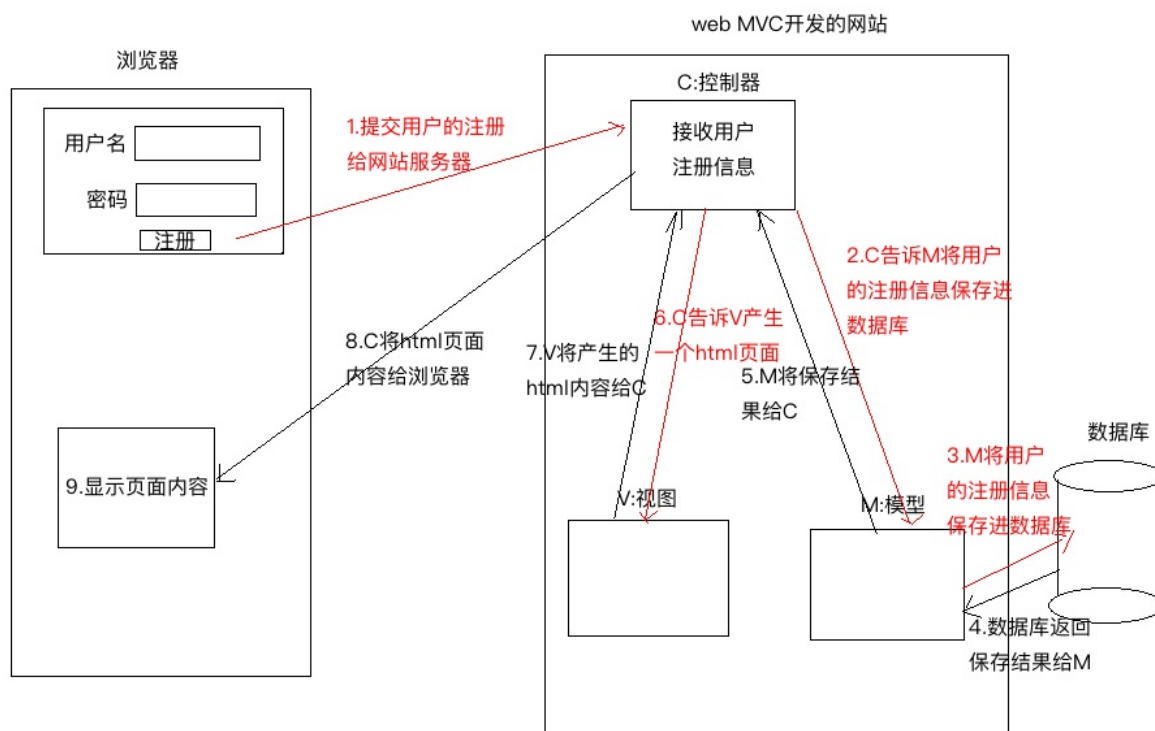 web MVC开发的网站
浏览器
C:控制器
用户名
密码
注册
1.提交用户的注册
给网站服务器
接收用户
注册信息
2.C告诉M将用户
的注册信息保存进
数据库
6.C告诉V产生
一个html页面
8.C将html页面
内容给浏览器
7.V将产生的
html内容给C
5.M将保存结
果给C
数据库
3.M将用户
的注册信息
保存进数据库
9.显示页面内容
V:视图
M:模型
4.数据库返回
保存结果给M